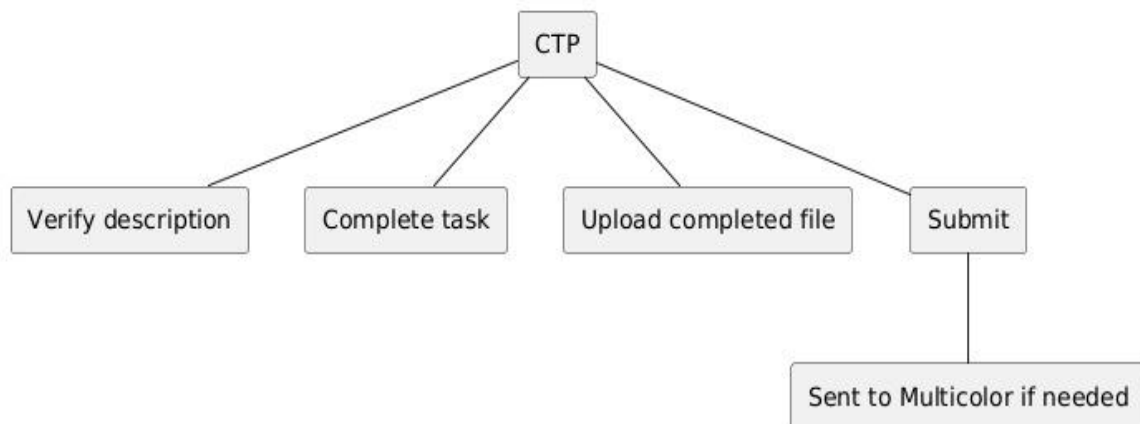 CTP
Verify description
Complete task
Upload completed file
Submit
Sent to Multicolor if needed